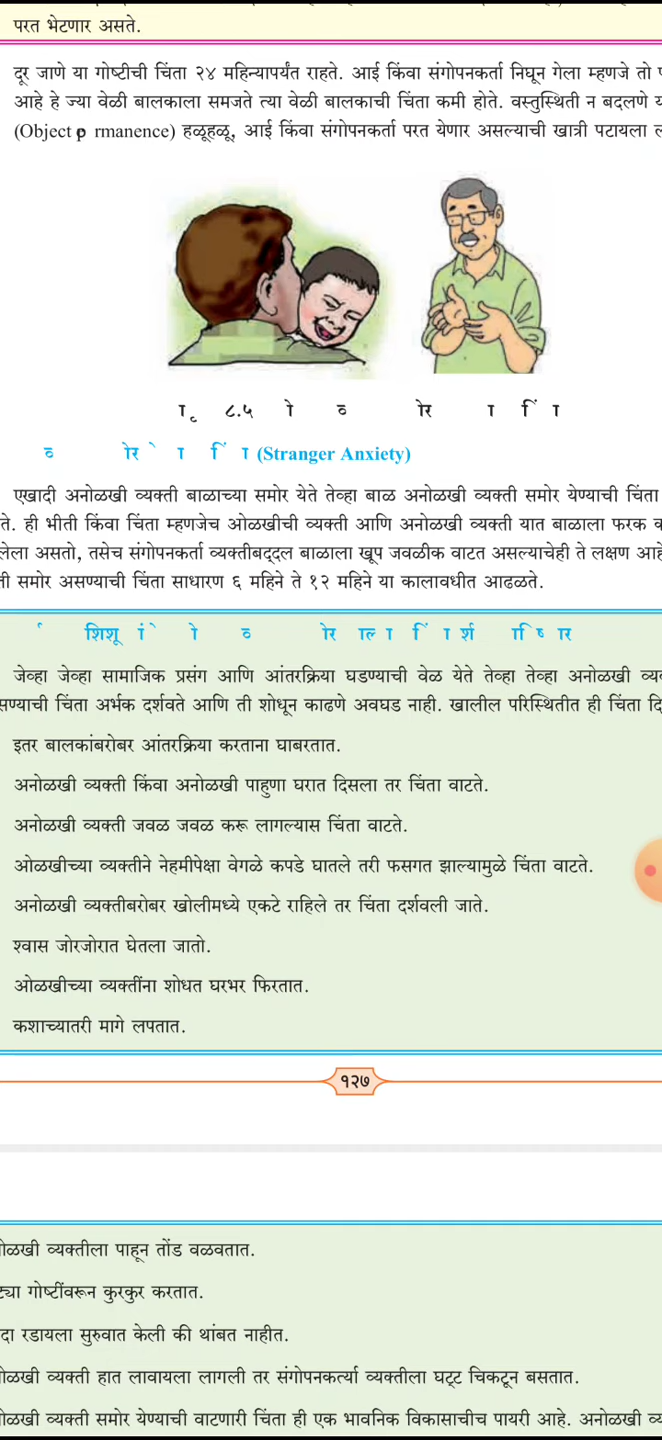 परत भेटणार असते.
दूर जाणे या गोष्टीची चिंता २४ महिन्यापर्यंत राहते. आई किंवा संगोपनकर्ता निघून गेला म्हणजे तो
आहे हे ज्या वेळी बालकाला समजते त्या वेळी बालकाची चिंता कमी होते. वस्तुस्थिती न बदलणे
(Object rmanence) हळूहळू, आई किंवा संगोपनकर्ता परत येणार असल्याची खात्री पटायला
८.५
(Stranger Anxiety)
एखादी अनोळखी व्यक्ती बाळाच्या समोर येते तेव्हा बाळ अनोळखी व्यक्ती समोर येण्याची चिंता
ते. ही भीती किंवा चिंता म्हणजेच ओळखीची व्यक्ती आणि अनोळखी व्यक्ती यात बाळाला फरक
लेला असतो, तसेच संगोपनकर्ता व्यक्तीबद्दल बाळाला खूप जवळीक वाटत असल्याचेही ते लक्षण
ती समोर असण्याची चिंता साधारण ६ महिने ते १२ महिने या कालावधीत आढळते.
शिशू
जेव्हा जेव्हा सामाजिक प्रसंग आणि आंतरक्रिया घडण्याची वेळ येते तेव्हा तेव्हा अनोळखी
सण्याची चिंता अर्भक दर्शवते आणि ती शोधून काढणे अवघड नाही. खालील परिस्थितीत ही चिंता
इतर बालकांबरोबर आंतरक्रिया करताना घाबरतात.
अनोळखी व्यक्ती किंवा अनोळखी पाहुणा घरात दिसला तर चिंता वाटते.
अनोळखी व्यक्ती जवळ जवळ करू लागल्यास चिंता वाटते.
ओळखीच्या व्यक्तीने नेहमीपेक्षा वेगळे कपडे घातले तरी फसगत झाल्यामुळे चिंता वाटते.
अनोळखी व्यक्तीबरोबर खोलीमध्ये एकटे राहिले तर चिंता दर्शवली जाते.
श्वास जोरजोरात घेतला जातो.
ओळखीच्या व्यक्तींना शोधत घरभर फिरतात.
कशाच्यातरी मागे लपतात.
१२७
ोळखी व्यक्तीला पाहून तोंड वळवतात.
ट्या गोष्टींवरून कुरकुर करतात.
दा रडायला सुरुवात केली की थांबत नाहीत.
ोळखी व्यक्ती हात लावायला लागली तर संगोपनकर्त्या व्यक्तीला घट्ट चिकटून बसतात.
ोळखी व्यक्ती समोर येण्याची वाटणारी चिंता ही एक भावनिक विकासाचीच पायरी आहे. अनोळखी